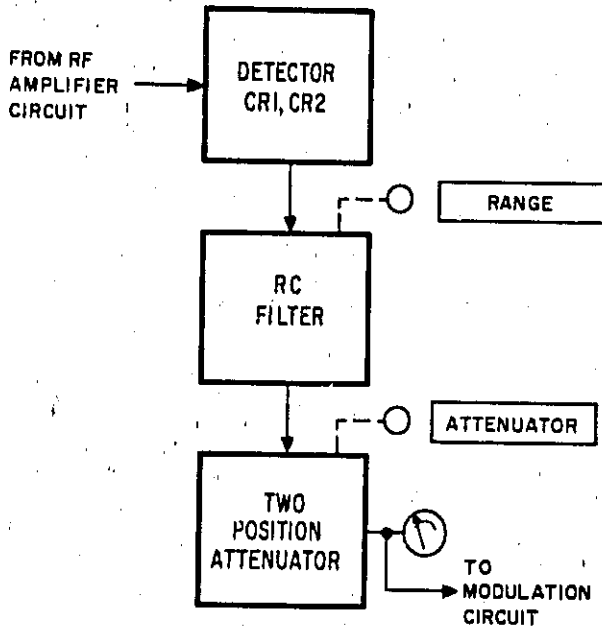 FROM RF
AMPLIFIER
CIRCUIT
DETECTOR
CR1, CR2
RANGE
RC
FILTER
ATTENUATOR
TWO
POSITION
ATTENUATOR
TO
MODULATION
CIRCUIT